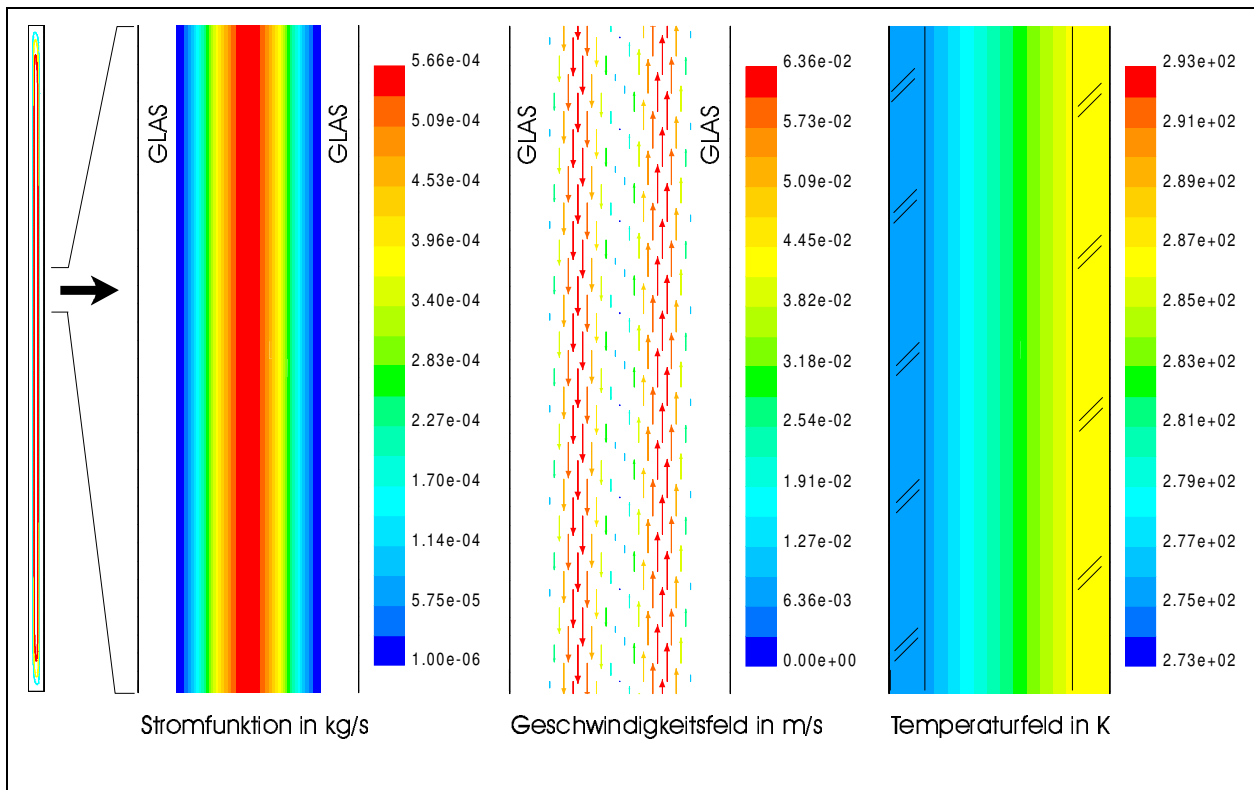 GLAS
GLAS
5.66e-04
5.09e-04
4.53e-04
3.96e-04
3.40e-04
2.83e-04
2.27e-04
1.70e-04
1.14e-04
5.75e-05
1.00e-06
Stromfunktion in kg/s
GLAS
GLAS
6.36e-02
5.73e-02
5.09e-02
4.45e-02
3.82e-02
3.18e-02
2.54e-02
1.91e-02
1.27e-02
6.36e-03
0.00e+00
Geschwindigkeitsfeld in m/s
2.93e+02
2.91e+02
2.89e+02
2.87e+02
2.85e+02
2.83e+02
2.81e+02
2.79e+02
2.77e+02
2.75e+02
2.73e+02
Temperaturfeld in K